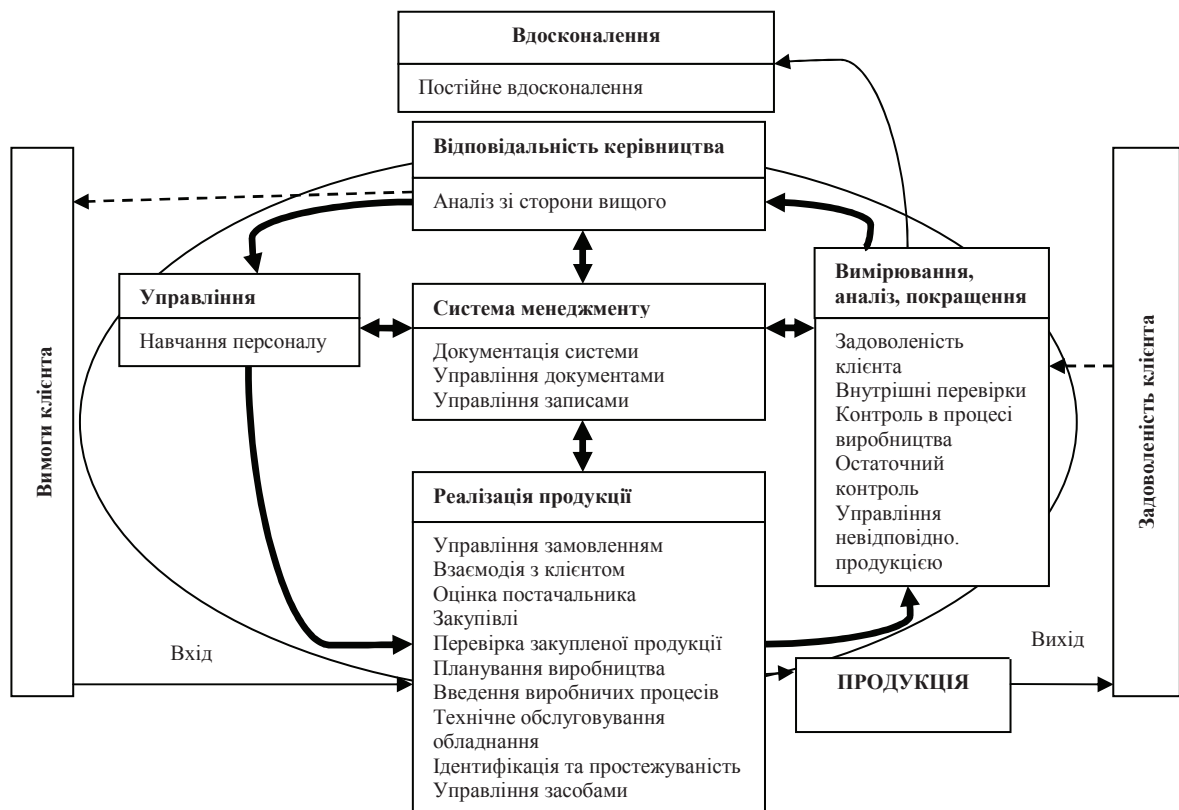 Вдосконалення
Постійне вдосконалення
Відповідальність керівництва
Аналіз зі сторони вищого
Вимоги клієнта
Управління
Навчання персоналу
Система менеджменту
Документація системи
Управління документами
Управління записами
Вимірювання,
аналіз, покращення
Задоволеність
клієнта
Внутрішні перевірки
Контроль в процесі
виробництва
Остаточний
контроль
Управління
невідповідно.
продукцією
Задоволеність клієнта
Реалізація продукції
Управління замовленням
Взаємодія з клієнтом
Оцінка постачальника
Закупівлі
Перевірка закупленої продукції
Планування виробництва
Введення виробничих процесів
Технічне обслуговування
обладнання
Ідентифікація та простежуваність
Управління засобами
Вхід
Вихід
ПРОДУКЦІЯ